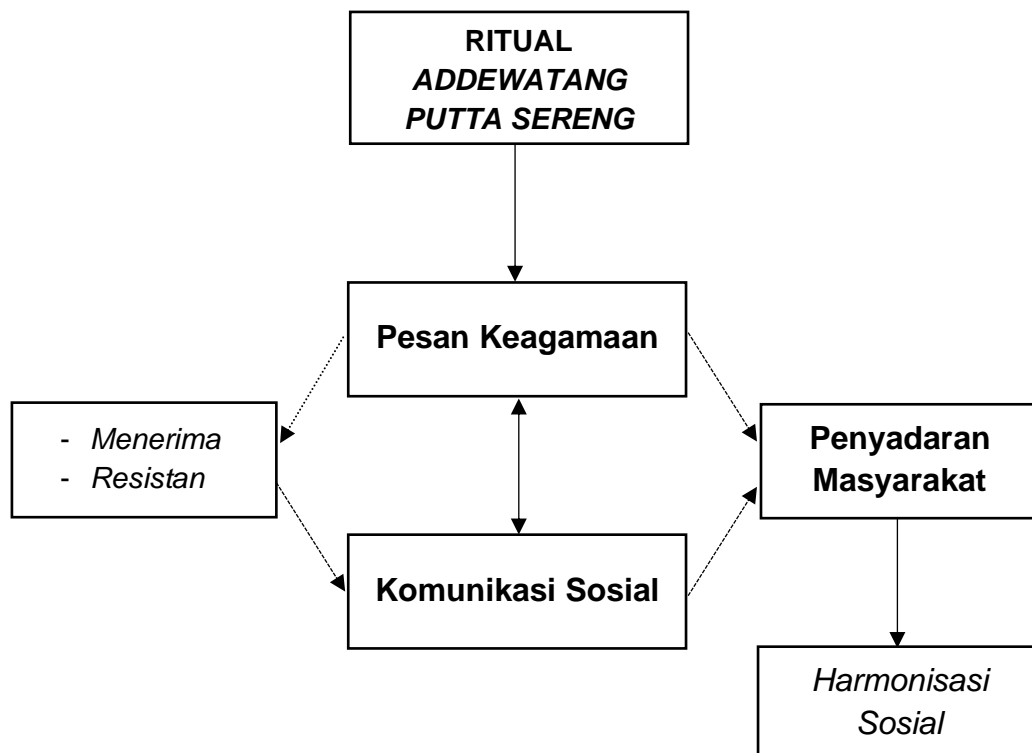 RITUAL
ADDEWATANG
PUTTA SERENG
Pesan Keagamaan
- Menerima
- Resistan
Penyadaran
Masyarakat
Komunikasi Sosial
Harmonisasi
Sosial